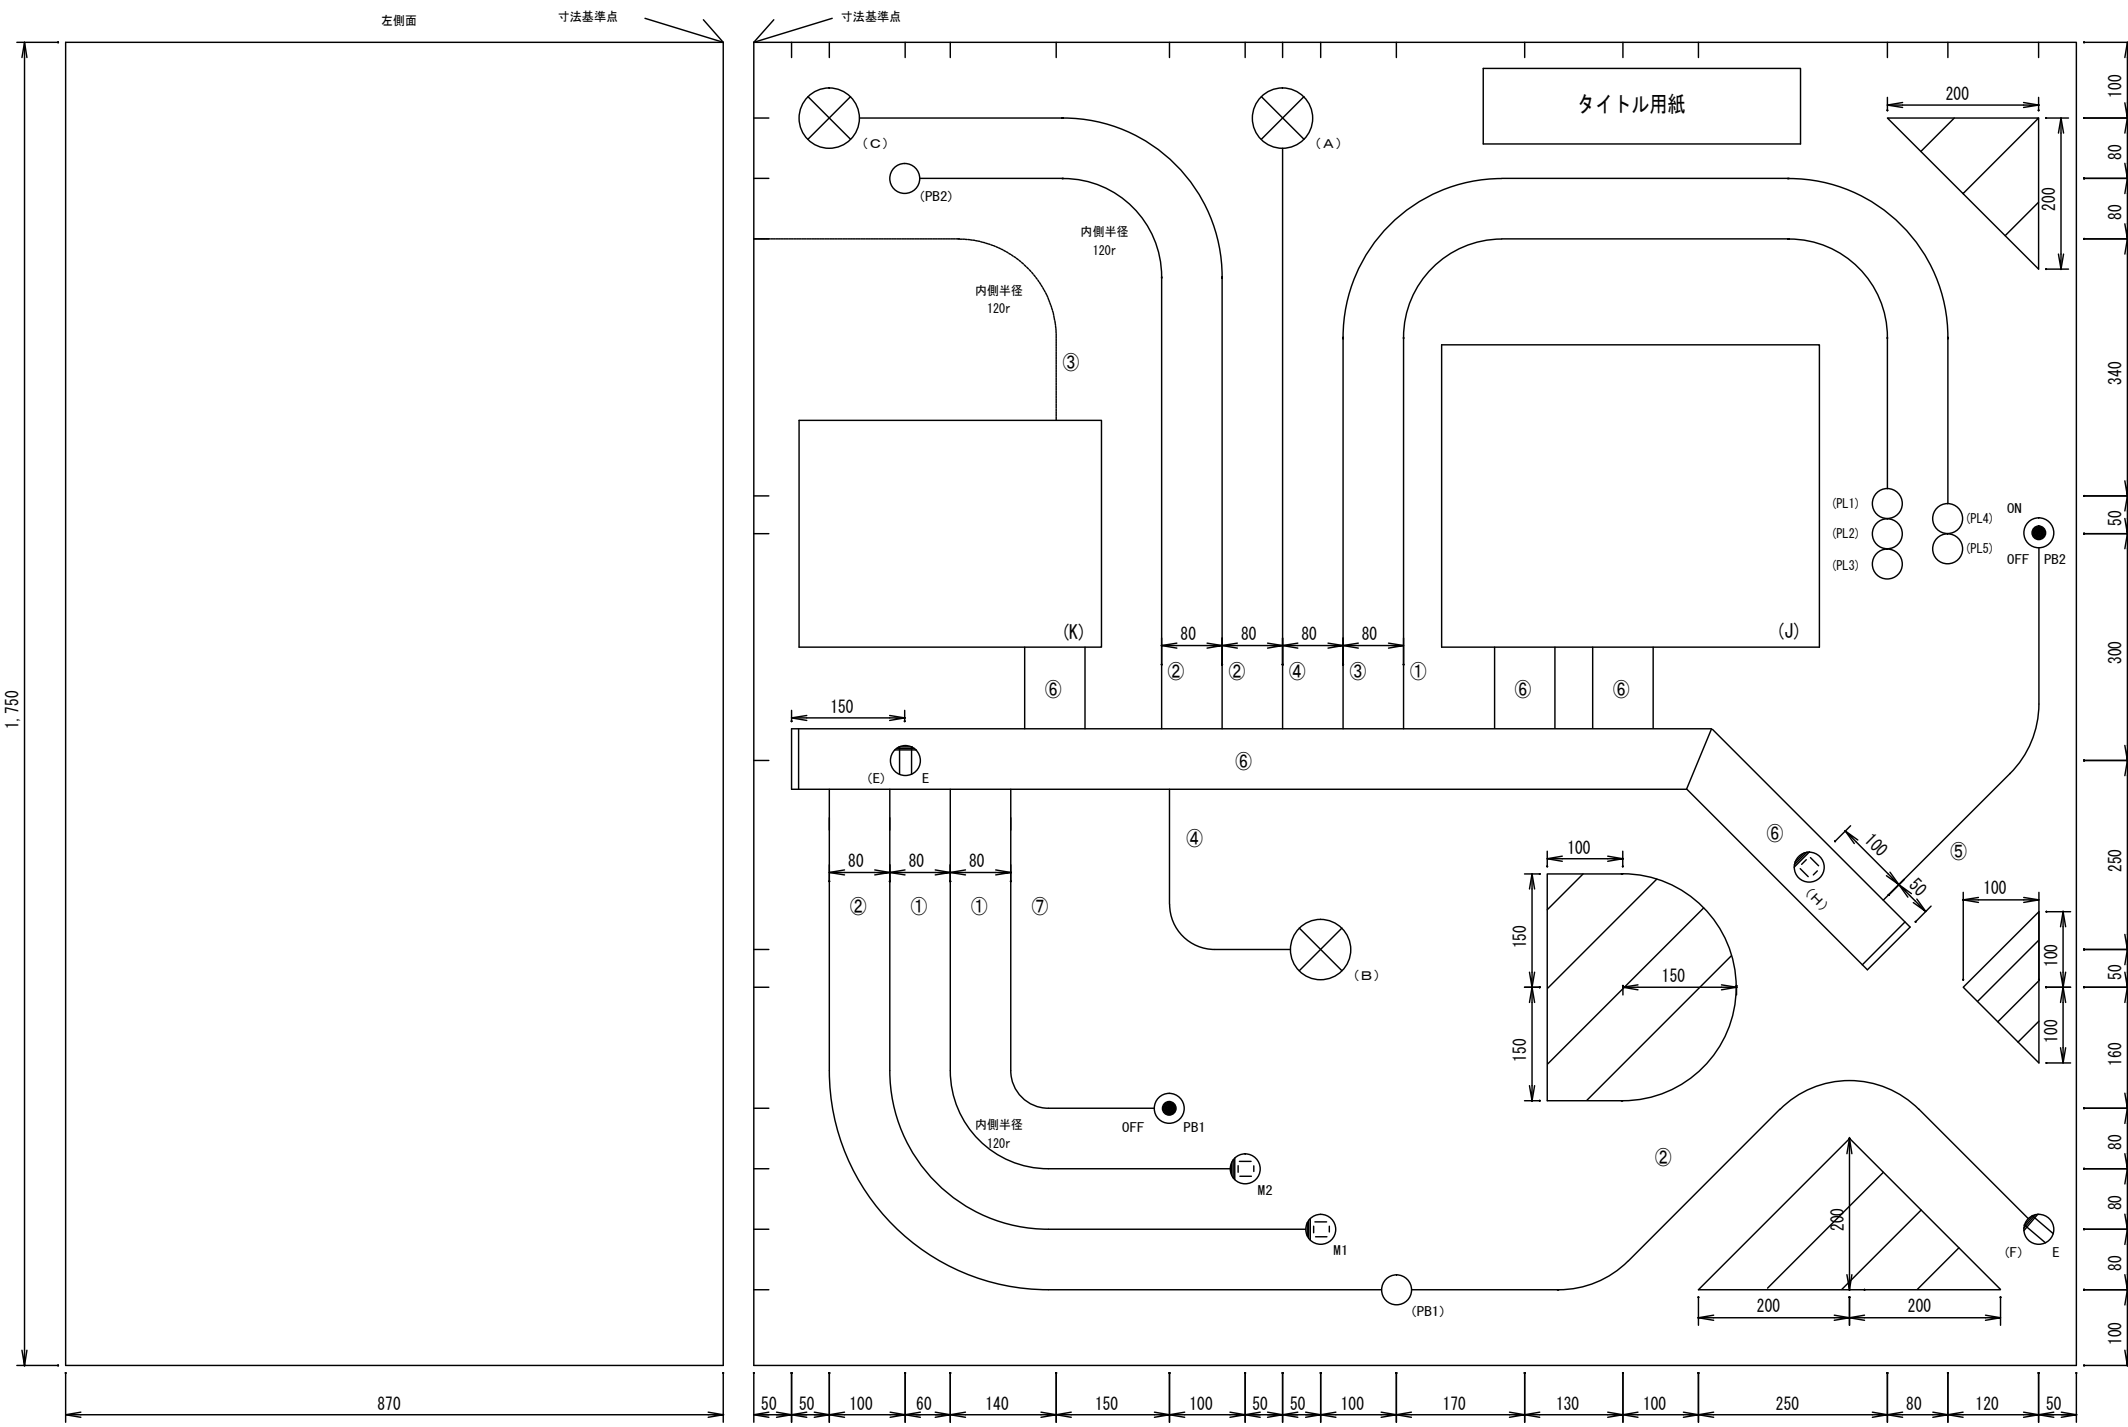 左側面
寸法基準点
寸法基準点
タイトル用紙
(C)
(A)
(PB2)
内側半径
120r
内側半径
120r
③
200
200
(PL1)
(PL2)
(PL3)
(PL4)
(PL5)
ON
OFF
PB2
(K)
(J)
80
80
80
80
⑥
②
②
④
③
①
⑥
⑥
150
(E)
E
⑥
⑥
(H)
100
50
⑤
④
80
80
80
②
①
①
⑦
(B)
100
150
150
150
100
100
100
内側半径
120r
OFF
PB1
M2
M1
(PB1)
②
200
200
200
(F)
E
1,750
870
50
50
100
60
140
150
100
50
50
100
170
130
100
250
80
120
50
100
80
80
340
50
300
250
50
160
80
80
80
100